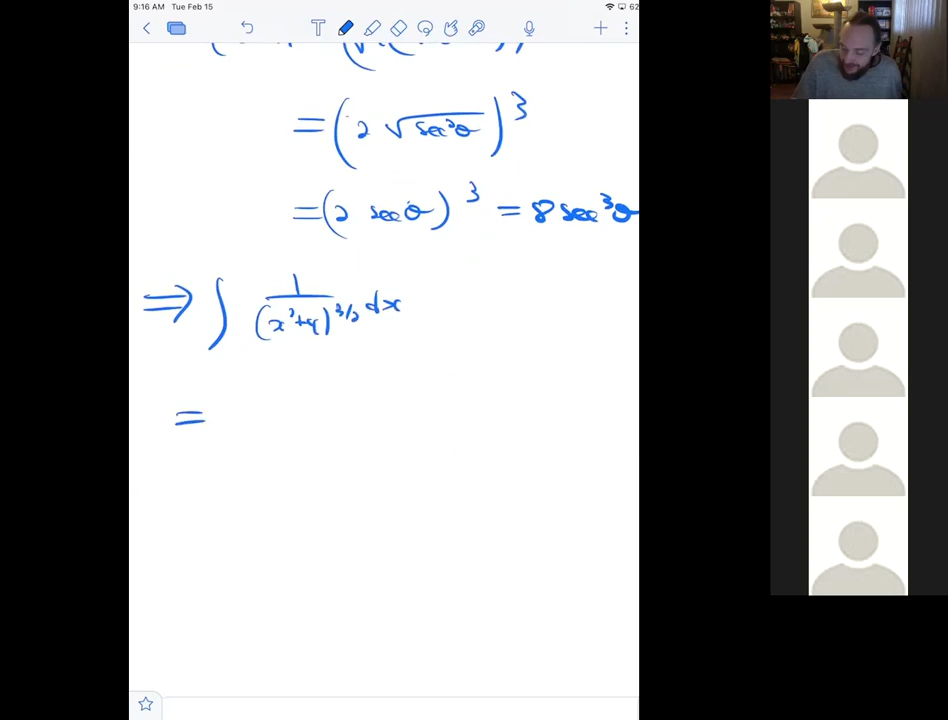 9:16 AM Tue Feb 15
62
T
= (2 √sec²θ)³
= (2 secθ)³ = 8 sec³θ
⇒ ∫ 1/(x²+4)^{3/2} dx
=